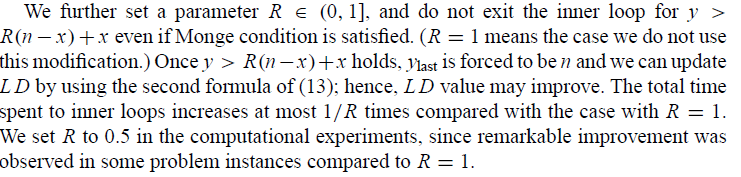 We further set a parameter R ∈ (0, 1], and do not exit the inner loop for y >
R(n − x) + x even if Monge condition is satisfied. (R = 1 means the case we do not use
this modification.) Once y > R(n − x) + x holds, ylast is forced to be n and we can update
LD by using the second formula of (13); hence, LD value may improve. The total time
spent to inner loops increases at most 1/R times compared with the case with R = 1.
We set R to 0.5 in the computational experiments, since remarkable improvement was
observed in some problem instances compared to R = 1.